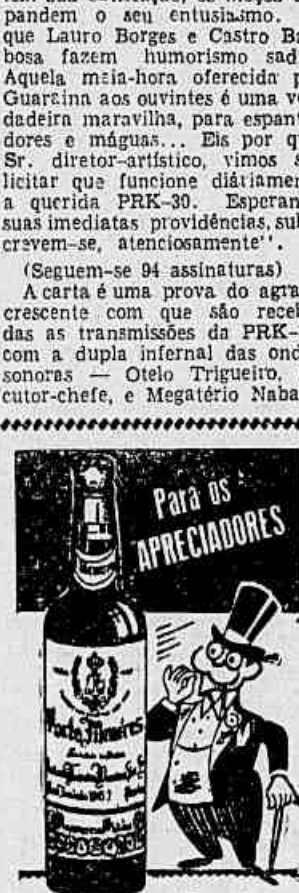 pandem o seu entusiasmo.
que Lauro Borges e Castro Ba
bosa fazem humorismo sad
Aquela meia-hora oferecida p
Guaraina aos ouvintes é uma v
dadeira maravilha, para espan
dores e máguas... Eis por q
Sr. diretor-artístico, vimos s
licitar que funcione diáriamen
a querida PRK-30. Esperan
suas imediatas providências, sub
crevem-se, atenciosamente".
(Seguem-se 94 assinaturas)
A carta é uma prova do agra
crescente com que são receb
das as transmissões da PRK-
com a dupla infernal das ond
sonoras — Otelo Trigueiro,
cutor-chefe, e Megatério Naba
Para os
APRECIADORES